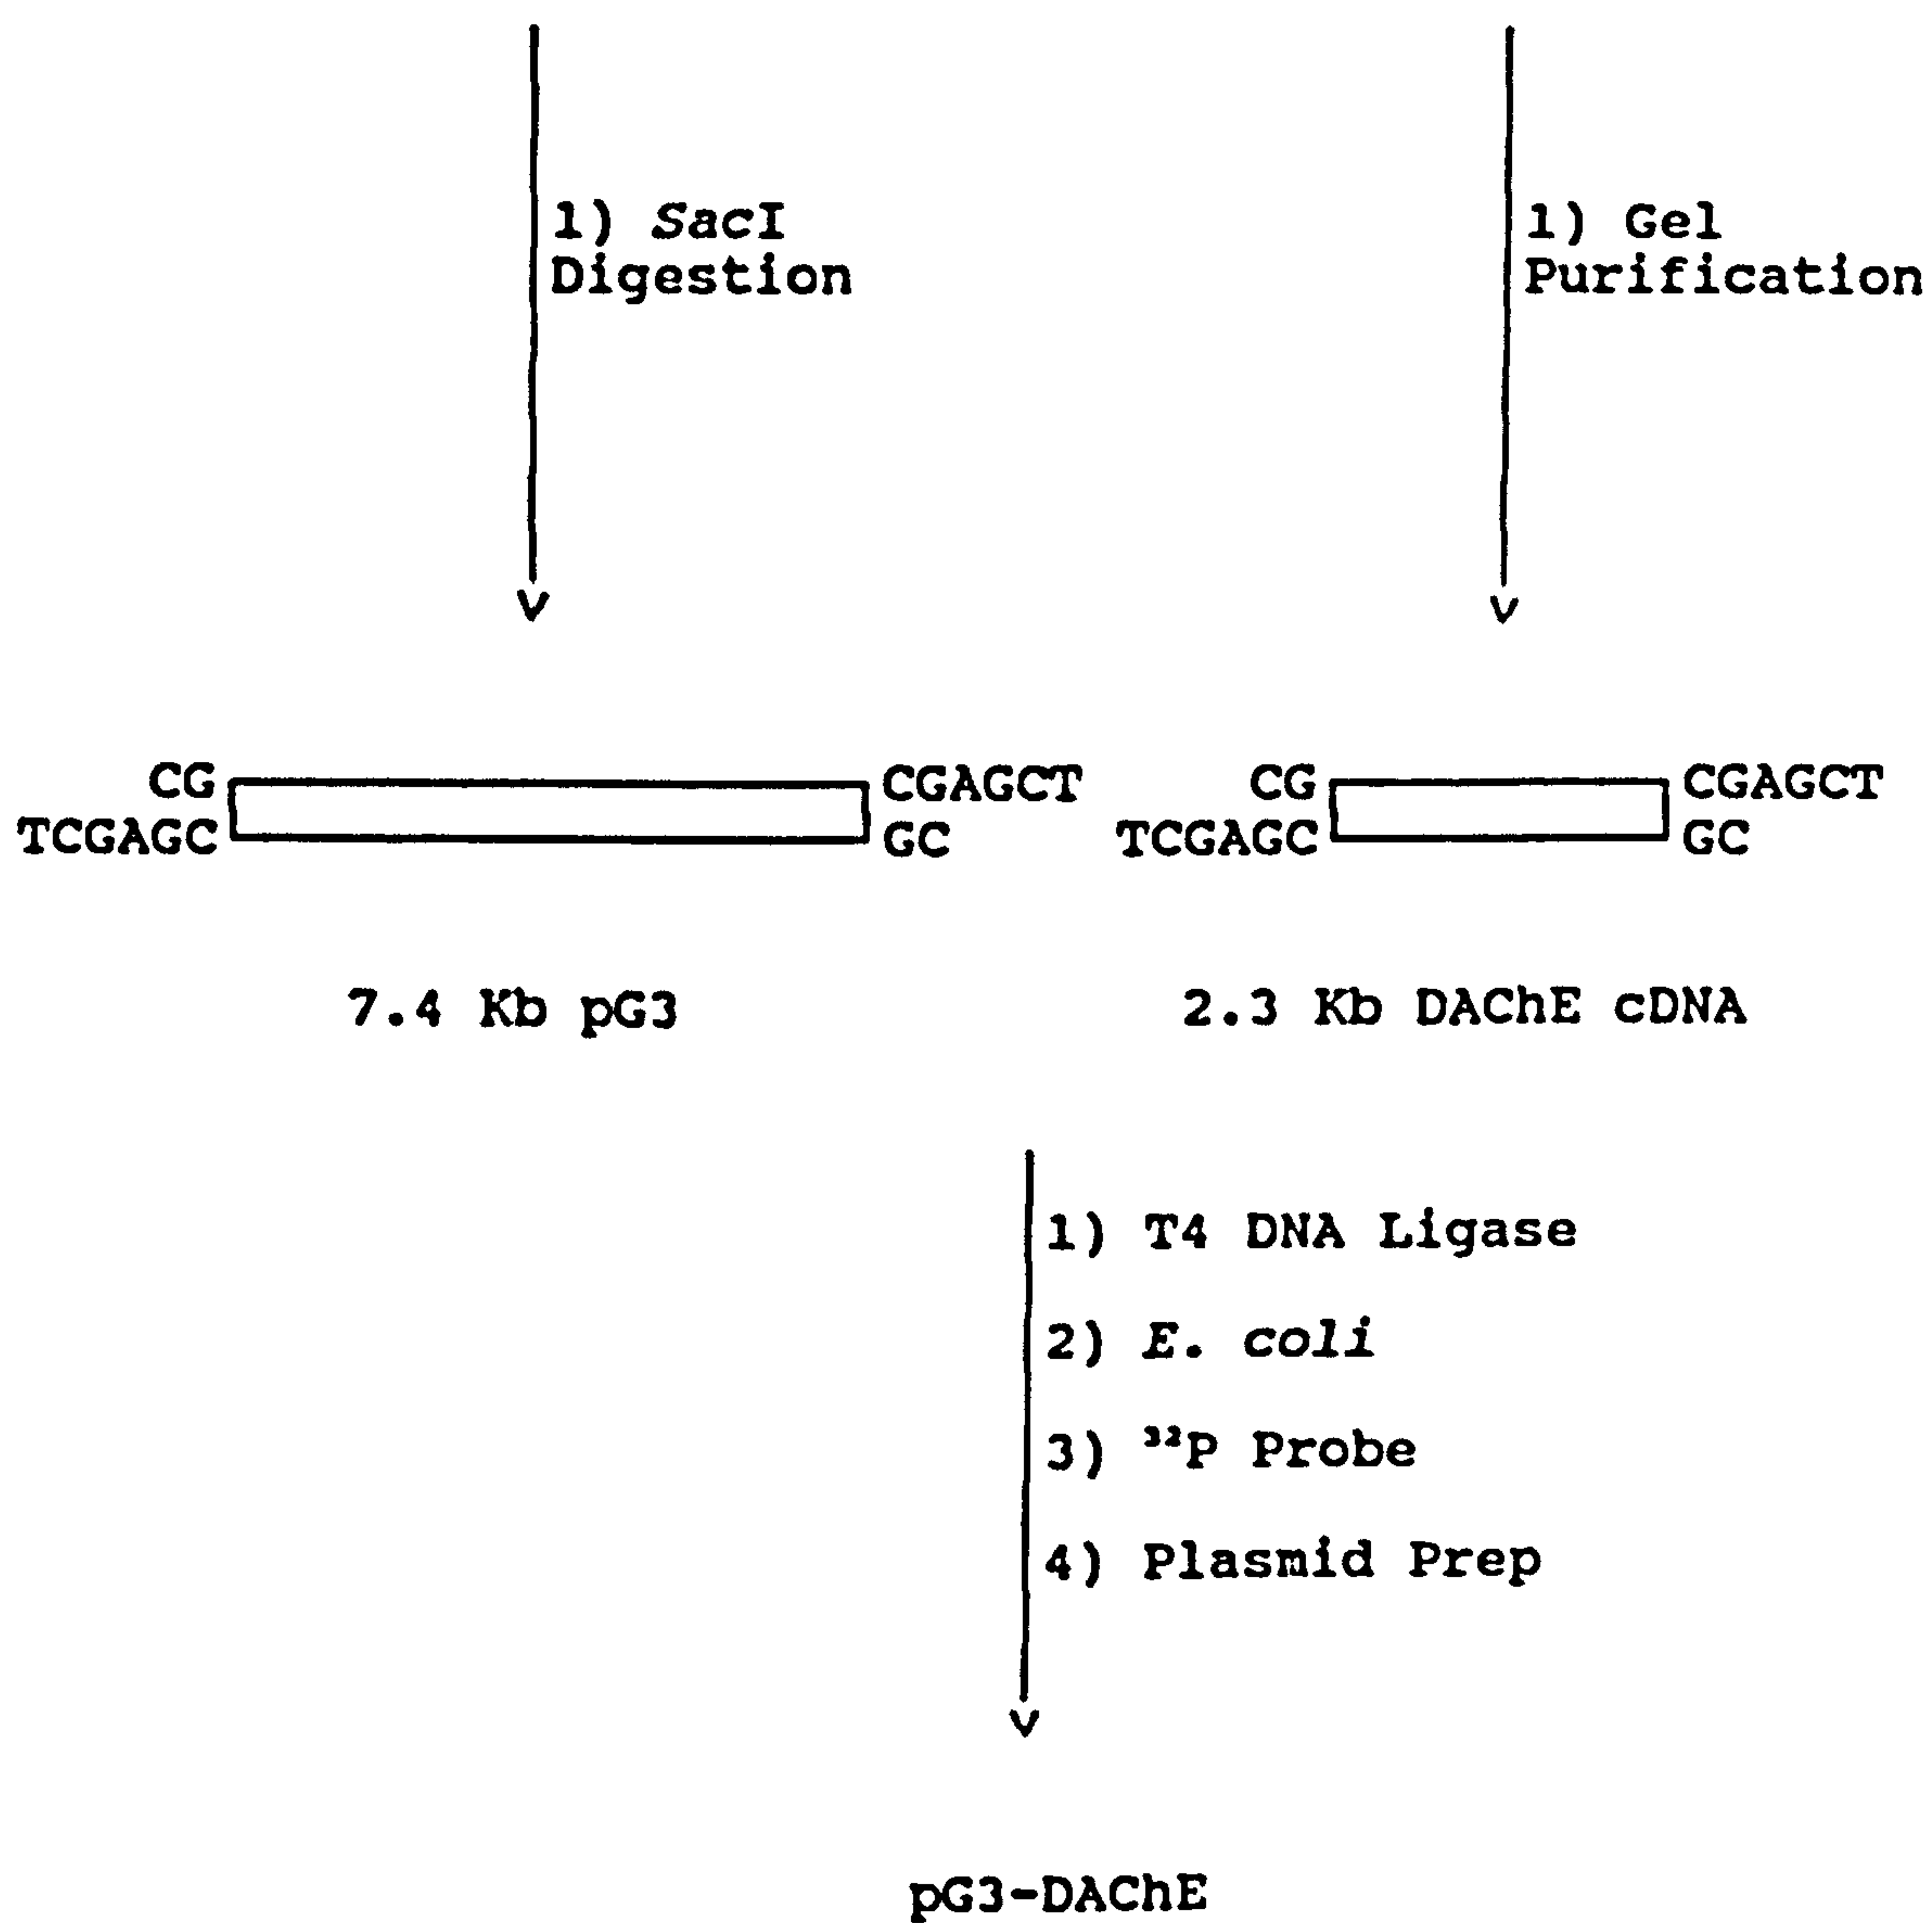 1) SacI
Digestion
1) Gel
Purification
CG
CGAGCT
TCGAGC
GC
CG
CGAGCT
TCGAGC
GC
7.4 Kb pG3
2.3 Kb DAChE cDNA
1) T4 DNA Ligase
2) E. coli
3) ³²P Probe
4) Plasmid Prep
pG3-DAChE